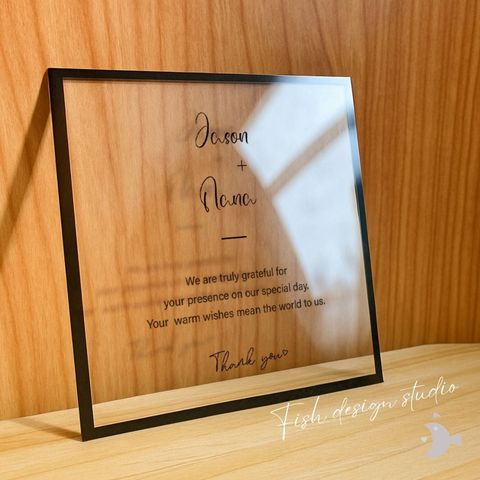 Jason
+
Nana
We are truly grateful for
your presence on our special day.
Your warm wishes mean the world to us.
Thank you♡
Fish. design studio